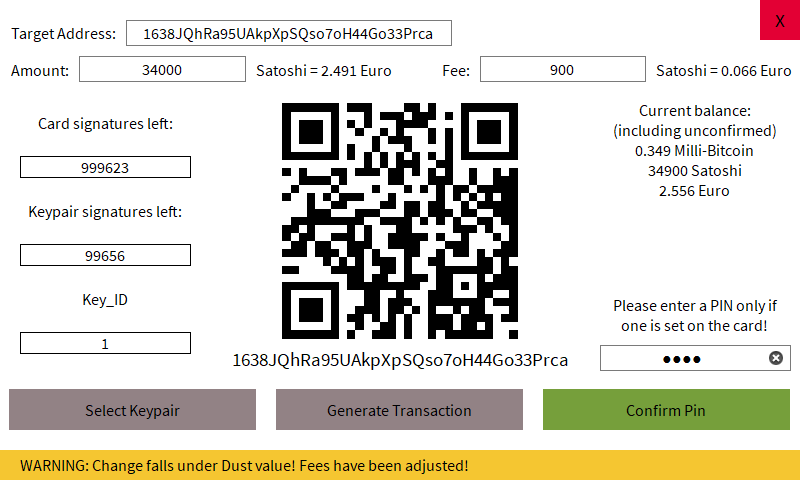 X
Target Address: 1638JQhRa95UAkpXpSQso7oH44Go33Prca
Amount: 34000 Satoshi = 2.491 Euro Fee: 900 Satoshi = 0.066 Euro
Card signatures left:
999623
Keypair signatures left:
99656
Key_ID
1
1638JQhRa95UAkpXpSQso7oH44Go33Prca
Current balance:
(including unconfirmed)
0.349 Milli-Bitcoin
34900 Satoshi
2.556 Euro
Please enter a PIN only if
one is set on the card!
Select Keypair
Generate Transaction
Confirm Pin
WARNING: Change falls under Dust value! Fees have been adjusted!